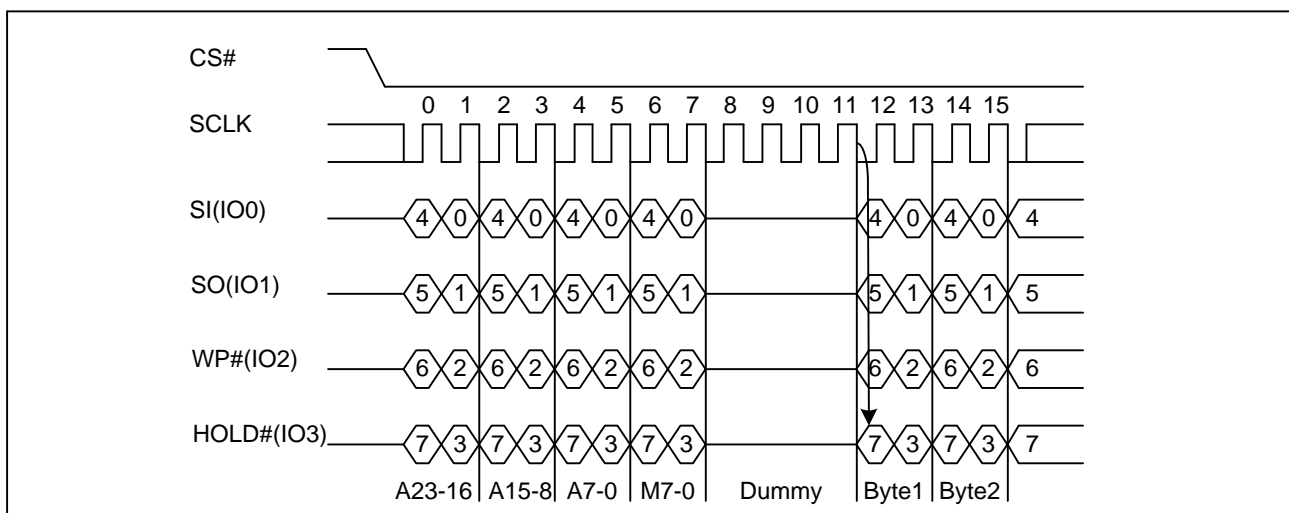 CS#
0 1 2 3 4 5 6 7 8 9 10 11 12 13 14 15
SCLK
SI(IO0) 4 0 4 0 4 0 4 0 4 0 4 0 4
SO(IO1) 5 1 5 1 5 1 5 1 5 1 5 1 5
WP#(IO2) 6 2 6 2 6 2 6 2 6 2 6 2 6
HOLD#(IO3) 7 3 7 3 7 3 7 3 7 3 7 3 7
A23-16 A15-8 A7-0 M7-0 Dummy Byte1 Byte2